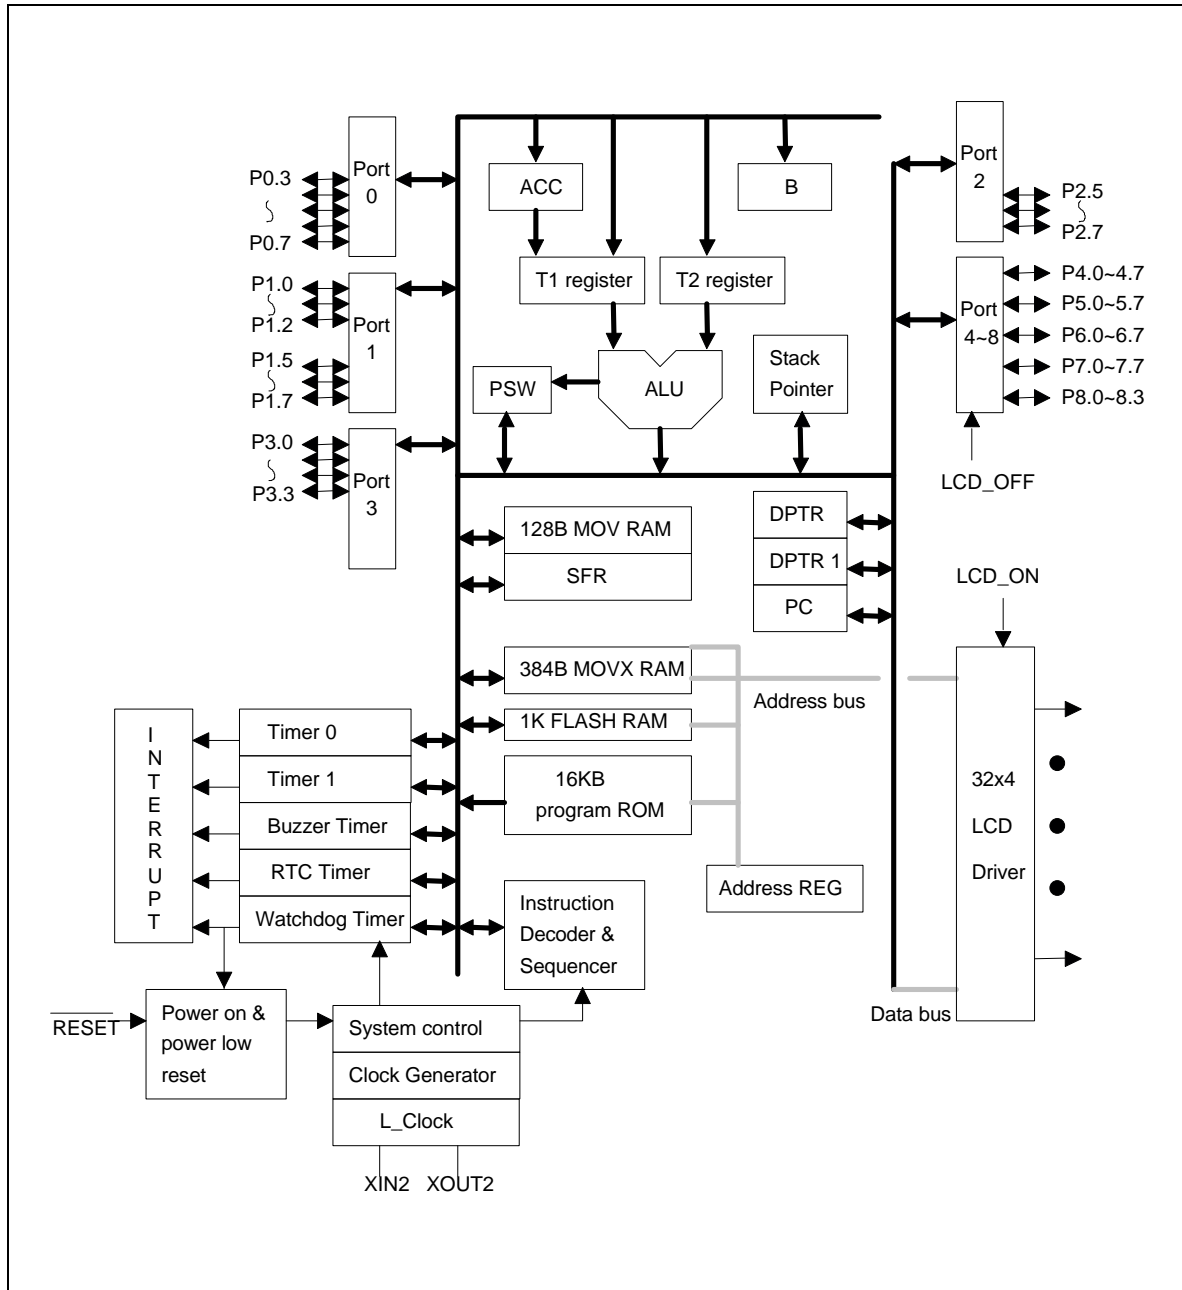 Port
0
P0.3
P0.7
ACC
B
Port
2
P2.5
P2.7
T1 register
T2 register
P1.0
P1.2
P1.5
P1.7
Port
1
PSW
ALU
Stack
Pointer
Port
4~8
P4.0~4.7
P5.0~5.7
P6.0~6.7
P7.0~7.7
P8.0~8.3
LCD_OFF
P3.0
P3.3
Port
3
128B MOV RAM
SFR
DPTR
DPTR 1
PC
LCD_ON
384B MOVX RAM
1K FLASH RAM
16KB
program ROM
Address bus
Address REG
INTERRUPT
Timer 0
Timer 1
Buzzer Timer
RTC Timer
Watchdog Timer
Instruction
Decoder &
Sequencer
32x4
LCD
Driver
Data bus
RESET
Power on &
power low
reset
System control
Clock Generator
L_Clock
XIN2 XOUT2